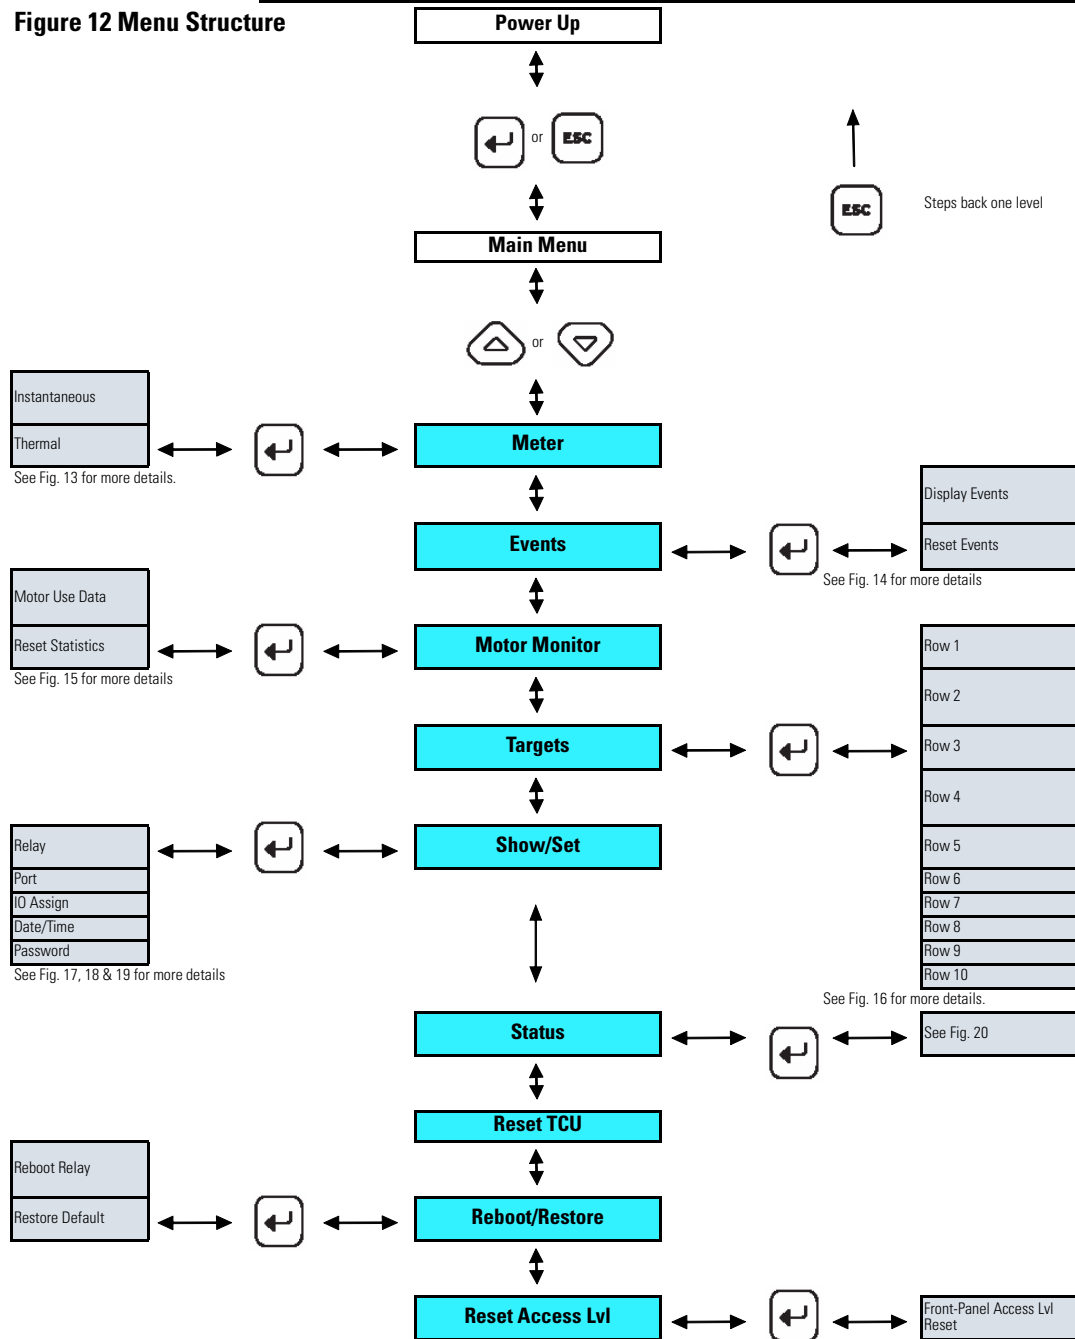 Figure 12 Menu Structure
Power Up
or
ESC
ESC
Steps back one level
Main Menu
or
Instantaneous
Thermal
See Fig. 13 for more details.
Meter
Events
Display Events
Reset Events
See Fig. 14 for more details
Motor Use Data
Reset Statistics
See Fig. 15 for more details
Motor Monitor
Targets
Row 1
Row 2
Row 3
Row 4
Row 5
Row 6
Row 7
Row 8
Row 9
Row 10
See Fig. 16 for more details.
Relay
Port
IO Assign
Date/Time
Password
See Fig. 17, 18 & 19 for more details
Show/Set
Status
See Fig. 20
Reset TCU
Reboot Relay
Restore Default
Reboot/Restore
Reset Access Lvl
Front-Panel Access Lvl
Reset